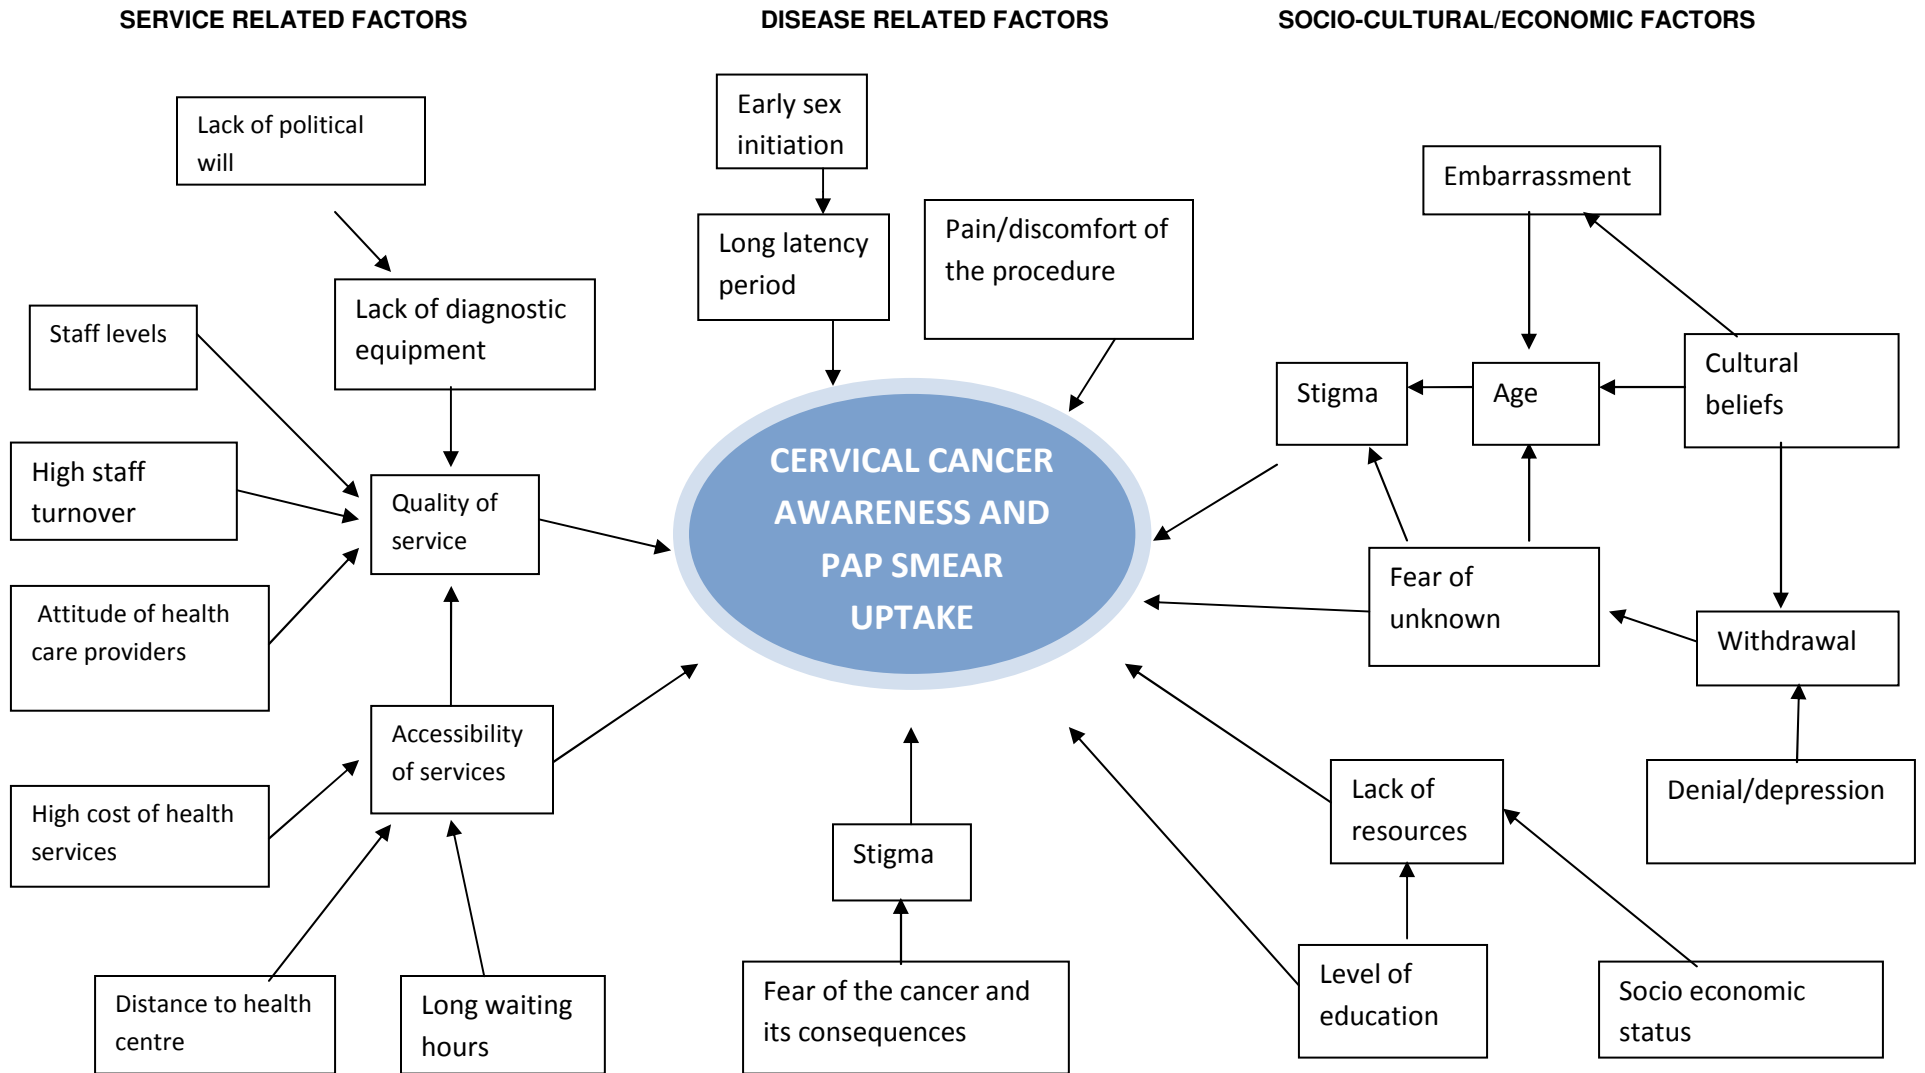 SERVICE RELATED FACTORS
DISEASE RELATED FACTORS
SOCIO-CULTURAL/ECONOMIC FACTORS
Lack of political
will
Staff levels
Lack of diagnostic
equipment
High staff
turnover
Quality of
service
Attitude of health
care providers
Accessibility
of services
High cost of health
services
Distance to health
centre
Long waiting
hours
Early sex
initiation
Long latency
period
Pain/discomfort of
the procedure
CERVICAL CANCER
AWARENESS AND
PAP SMEAR
UPTAKE
Stigma
Fear of the cancer and
its consequences
Embarrassment
Stigma
Age
Cultural
beliefs
Fear of
unknown
Withdrawal
Lack of
resources
Denial/depression
Level of
education
Socio economic
status